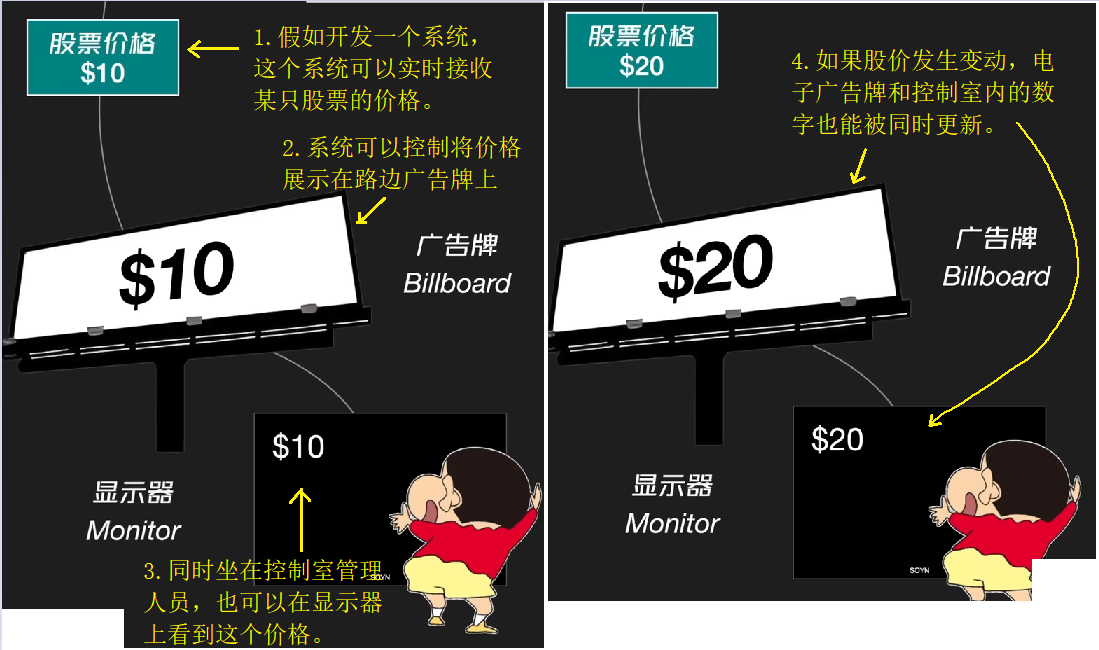 股票价格
$10
1.假如开发一个系统，
这个系统可以实时接收
某只股票的价格。
2.系统可以控制将价格
展示在路边广告牌上
$10
广告牌
Billboard
$10
显示器
Monitor
3.同时坐在控制室管理
人员，也可以在显示器
上看到这个价格。
股票价格
$20
4.如果股价发生变动，电
子广告牌和控制室内的数
字也能被同时更新。
$20
广告牌
Billboard
$20
显示器
Monitor
SOYN